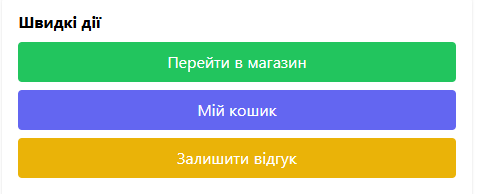 Швидкі дії
Перейти в магазин
Мій кошик
Залишити відгук